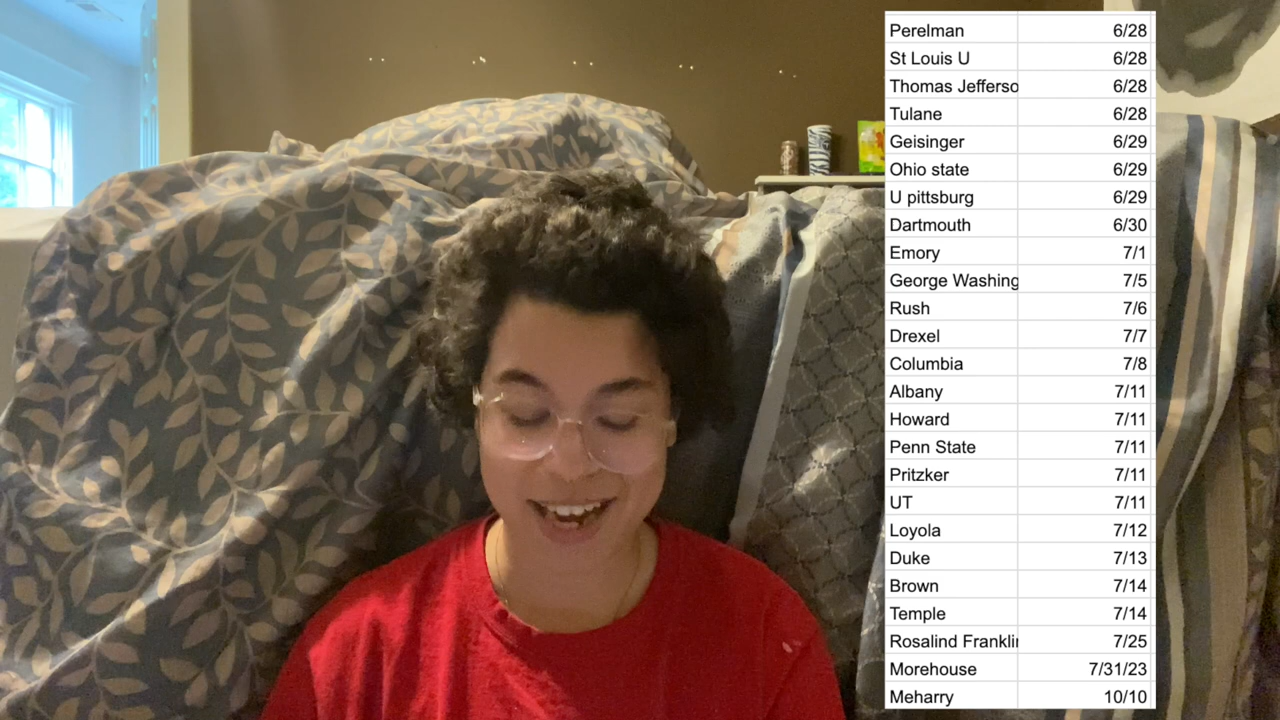 Perelman 6/28
St Louis U 6/28
Thomas Jefferso 6/28
Tulane 6/28
Geisinger 6/29
Ohio state 6/29
U pittsburg 6/29
Dartmouth 6/30
Emory 7/1
George Washing 7/5
Rush 7/6
Drexel 7/7
Columbia 7/8
Albany 7/11
Howard 7/11
Penn State 7/11
Pritzker 7/11
UT 7/11
Loyola 7/12
Duke 7/13
Brown 7/14
Temple 7/14
Rosalind Franklin 7/25
Morehouse 7/31/23
Meharry 10/10